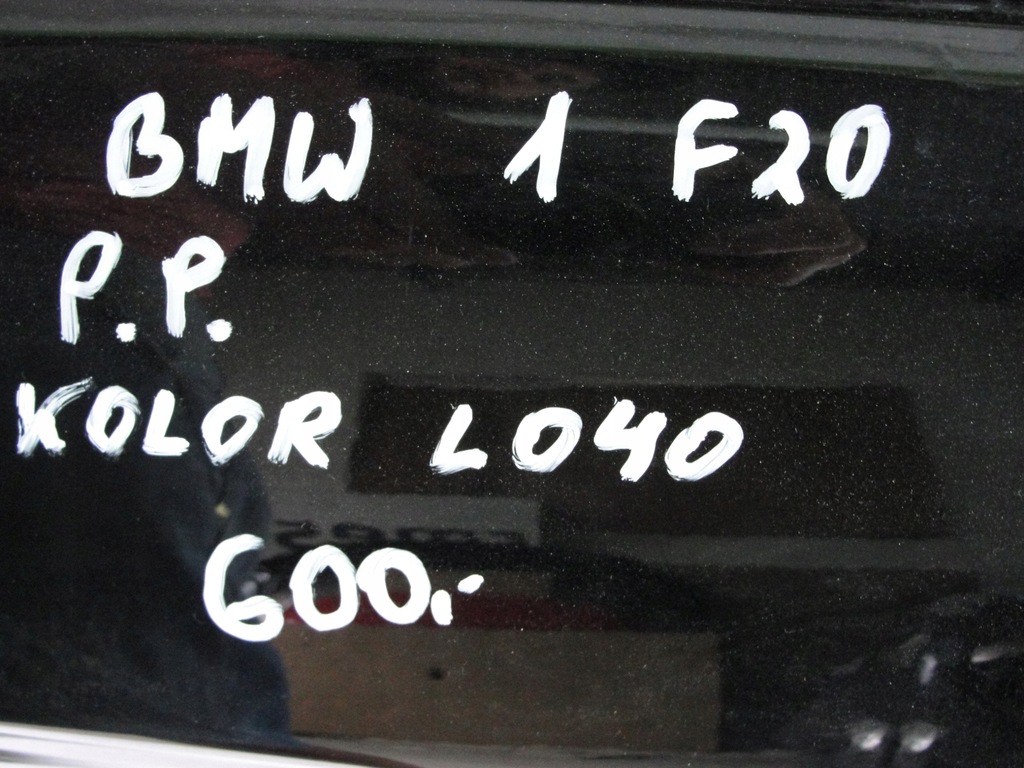 BMW 1 F20
P.P.
KOLOR L040
600.-